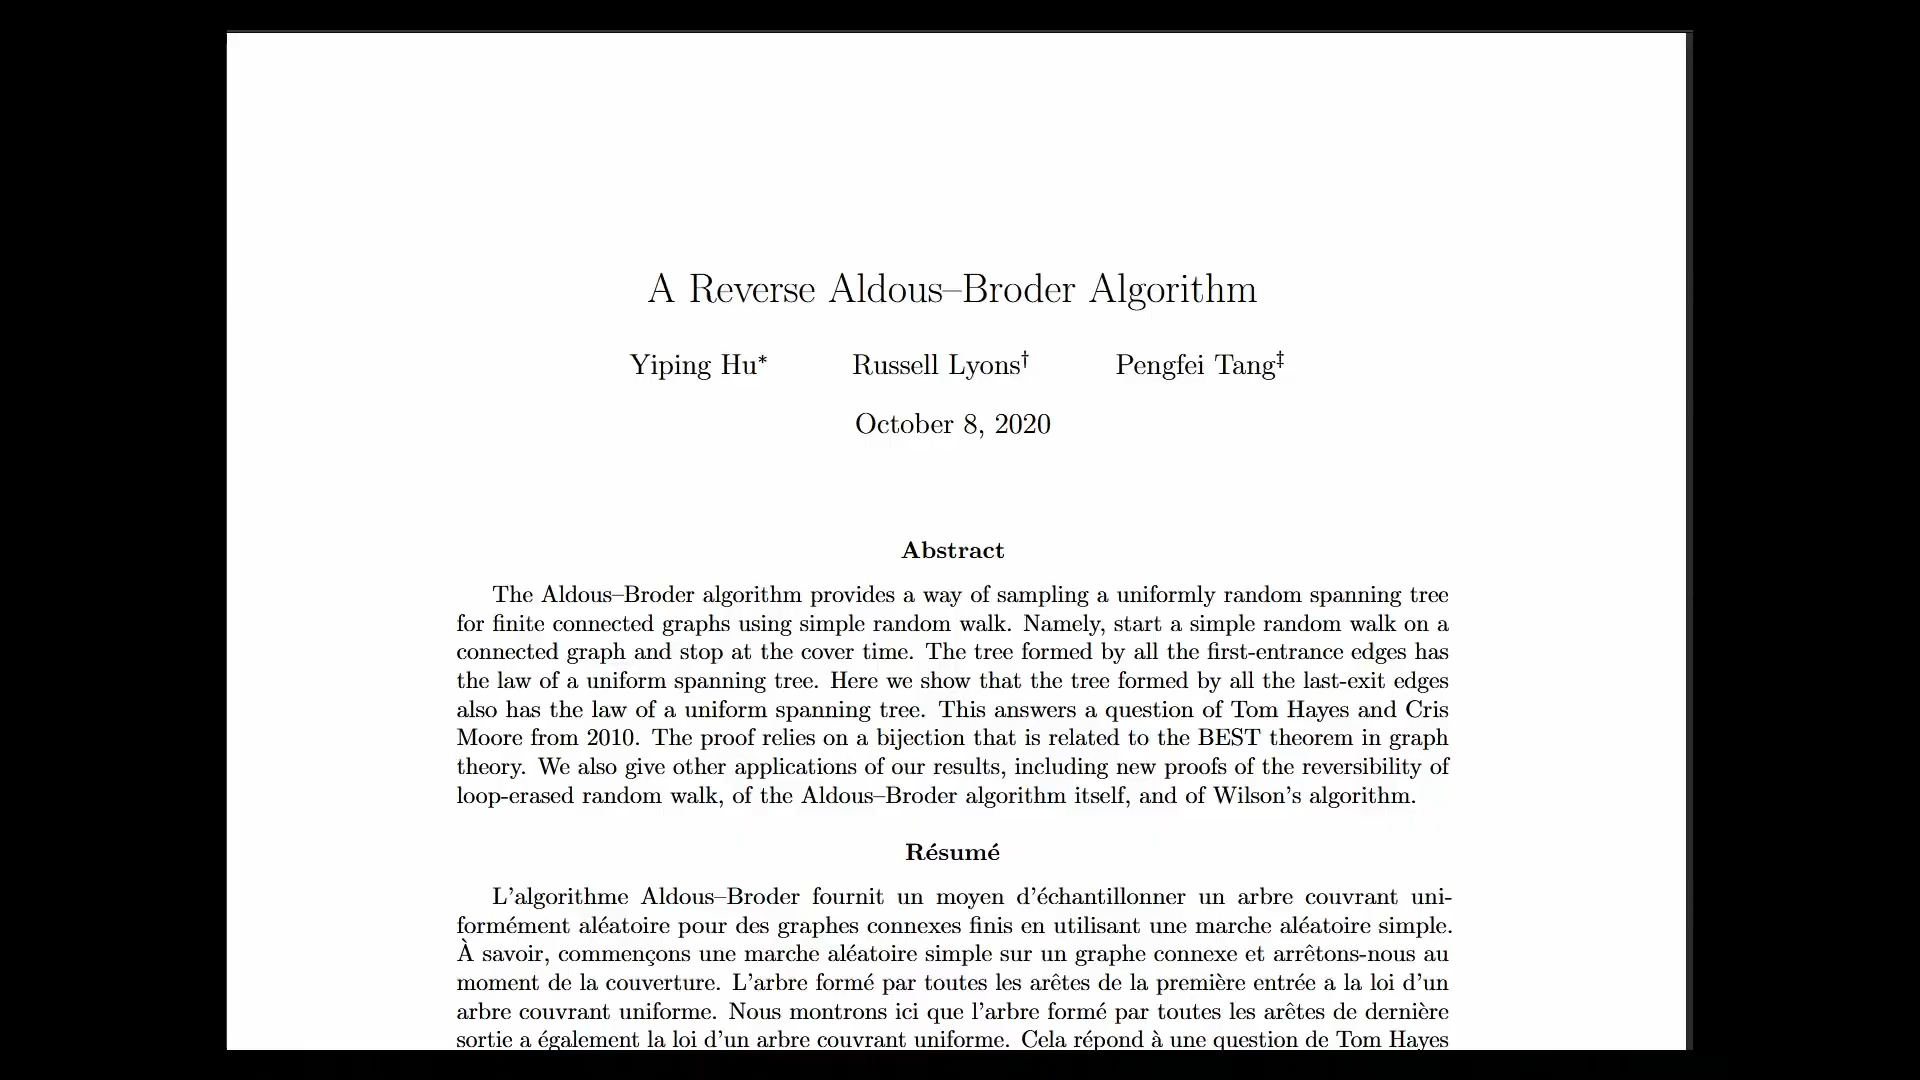 A Reverse Aldous–Broder Algorithm
Yiping Hu* Russell Lyons† Pengfei Tang‡
October 8, 2020
Abstract
The Aldous–Broder algorithm provides a way of sampling a uniformly random spanning tree
for finite connected graphs using simple random walk. Namely, start a simple random walk on a
connected graph and stop at the cover time. The tree formed by all the first-entrance edges has
the law of a uniform spanning tree. Here we show that the tree formed by all the last-exit edges
also has the law of a uniform spanning tree. This answers a question of Tom Hayes and Cris
Moore from 2010. The proof relies on a bijection that is related to the BEST theorem in graph
theory. We also give other applications of our results, including new proofs of the reversibility of
loop-erased random walk, of the Aldous–Broder algorithm itself, and of Wilson's algorithm.
Résumé
L'algorithme Aldous–Broder fournit un moyen d'échantillonner un arbre couvrant uni-
formément aléatoire pour des graphes connexes finis en utilisant une marche aléatoire simple.
À savoir, commençons une marche aléatoire simple sur un graphe connexe et arrêtons-nous au
moment de la couverture. L'arbre formé par toutes les arêtes de la première entrée a la loi d'un
arbre couvrant uniforme. Nous montrons ici que l'arbre formé par toutes les arêtes de dernière
sortie a également la loi d'un arbre couvrant uniforme. Cela répond à une question de Tom Hayes